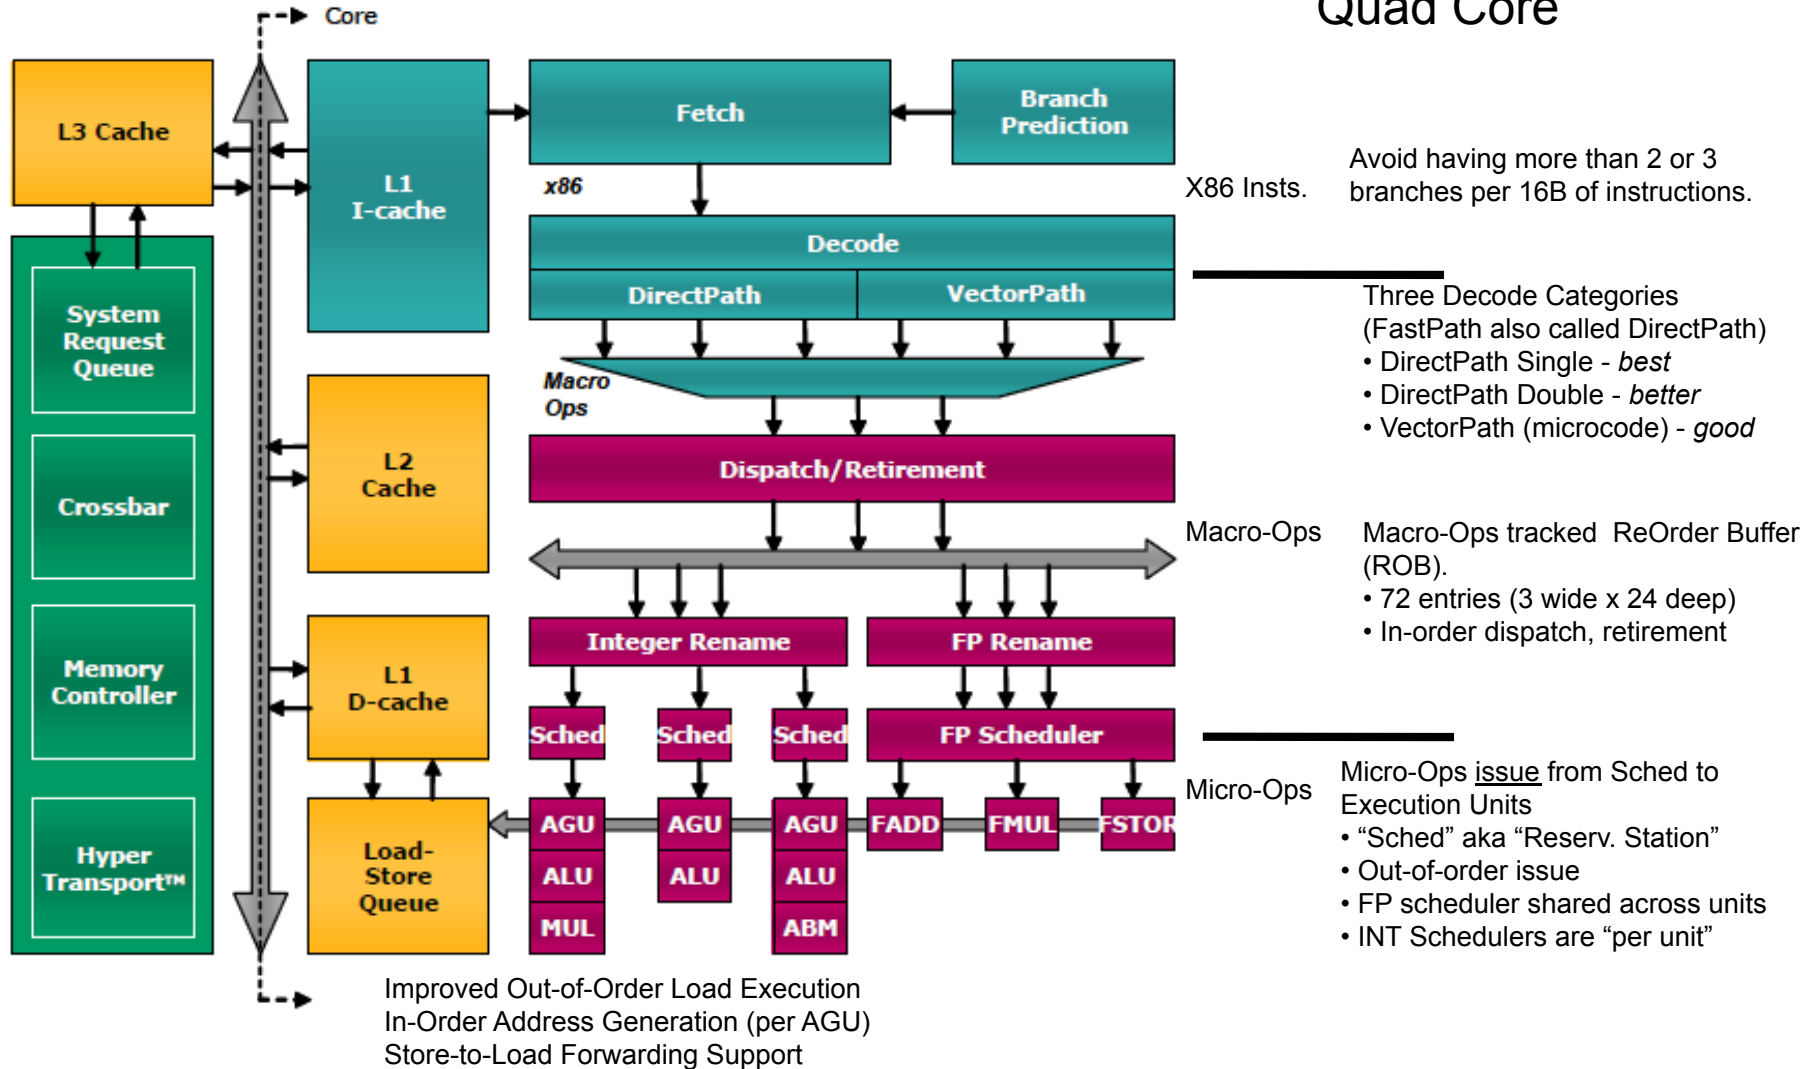 Quad Core
Core
L3 Cache
System
Request
Queue
Crossbar
Memory
Controller
Hyper
Transport™
L1
I-cache
L2
Cache
L1
D-cache
Load-
Store
Queue
Fetch
Branch
Prediction
x86
Decode
DirectPath
VectorPath
Macro
Ops
Dispatch/Retirement
Integer Rename
FP Rename
Sched
Sched
Sched
FP Scheduler
AGU
AGU
AGU
FADD
FMUL
FSTOR
ALU
ALU
ALU
MUL
ABM
X86 Insts.
Avoid having more than 2 or 3
branches per 16B of instructions.
Three Decode Categories
(FastPath also called DirectPath)
• DirectPath Single - best
• DirectPath Double - better
• VectorPath (microcode) - good
Macro-Ops
Macro-Ops tracked ReOrder Buffer
(ROB).
• 72 entries (3 wide x 24 deep)
• In-order dispatch, retirement
Micro-Ops
Micro-Ops issue from Sched to
Execution Units
• “Sched” aka “Reserv. Station”
• Out-of-order issue
• FP scheduler shared across units
• INT Schedulers are “per unit”
Improved Out-of-Order Load Execution
In-Order Address Generation (per AGU)
Store-to-Load Forwarding Support